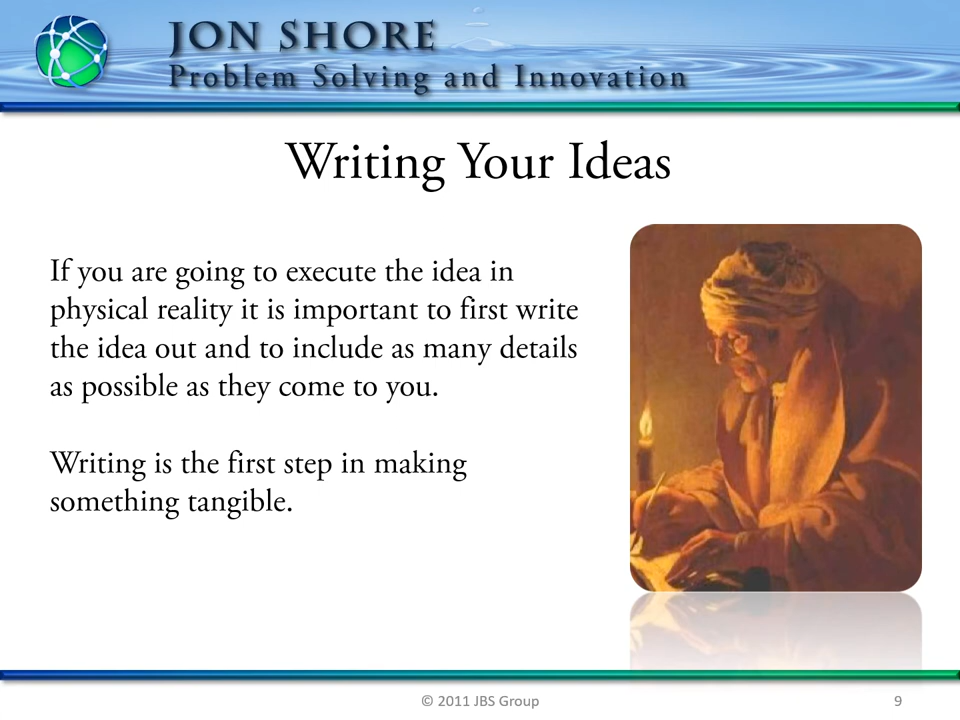 JON SHORE
Problem Solving and Innovation
Writing Your Ideas
If you are going to execute the idea in
physical reality it is important to first write
the idea out and to include as many details
as possible as they come to you.
Writing is the first step in making
something tangible.
© 2011 JBS Group
9